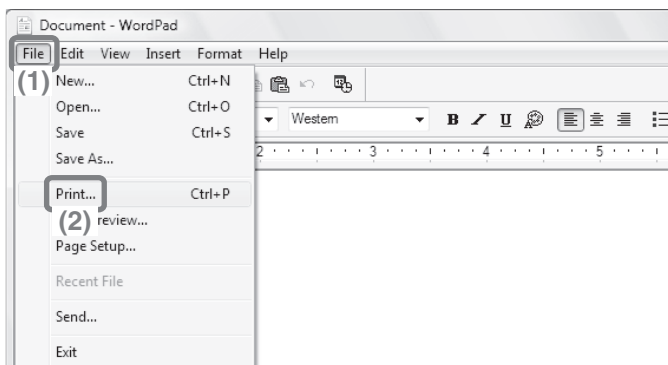 Document - WordPad
File Edit View Insert Format Help
(1) New... Ctrl+N
Open... Ctrl+O
Western B U
Save Ctrl+S
2 3 4 5
Save As...
Print... Ctrl+P
(2) review...
Page Setup...
Recent File
Send...
Exit